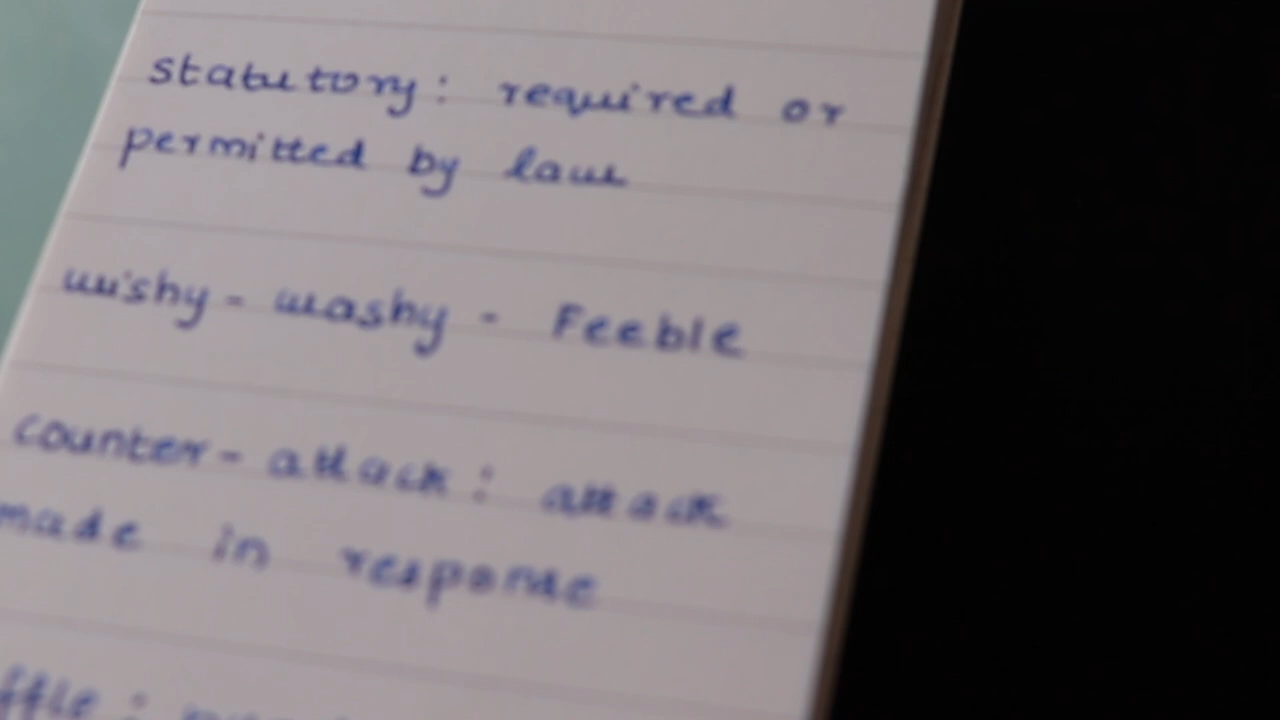 statutory: required or
permitted by law
wishy-washy - Feeble
counter-attack: attack
made in response